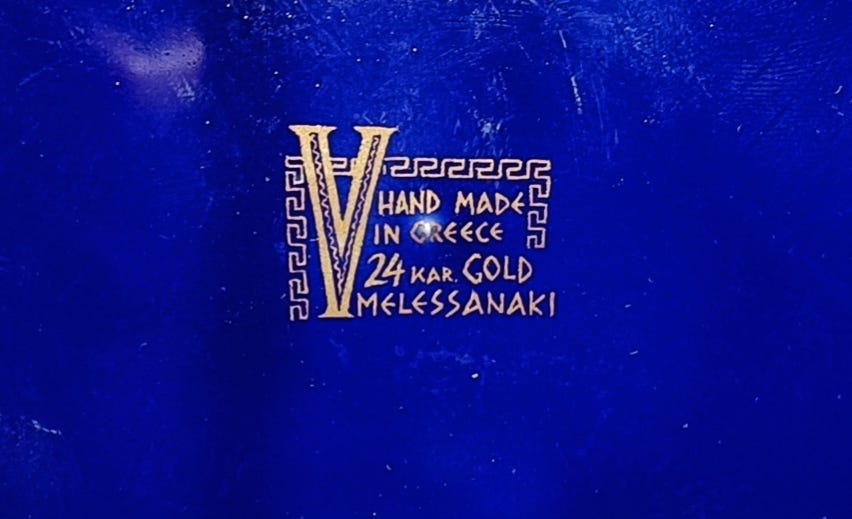 V HAND MADE
IN GREECE
24 KAR. GOLD
MELESSANAKI